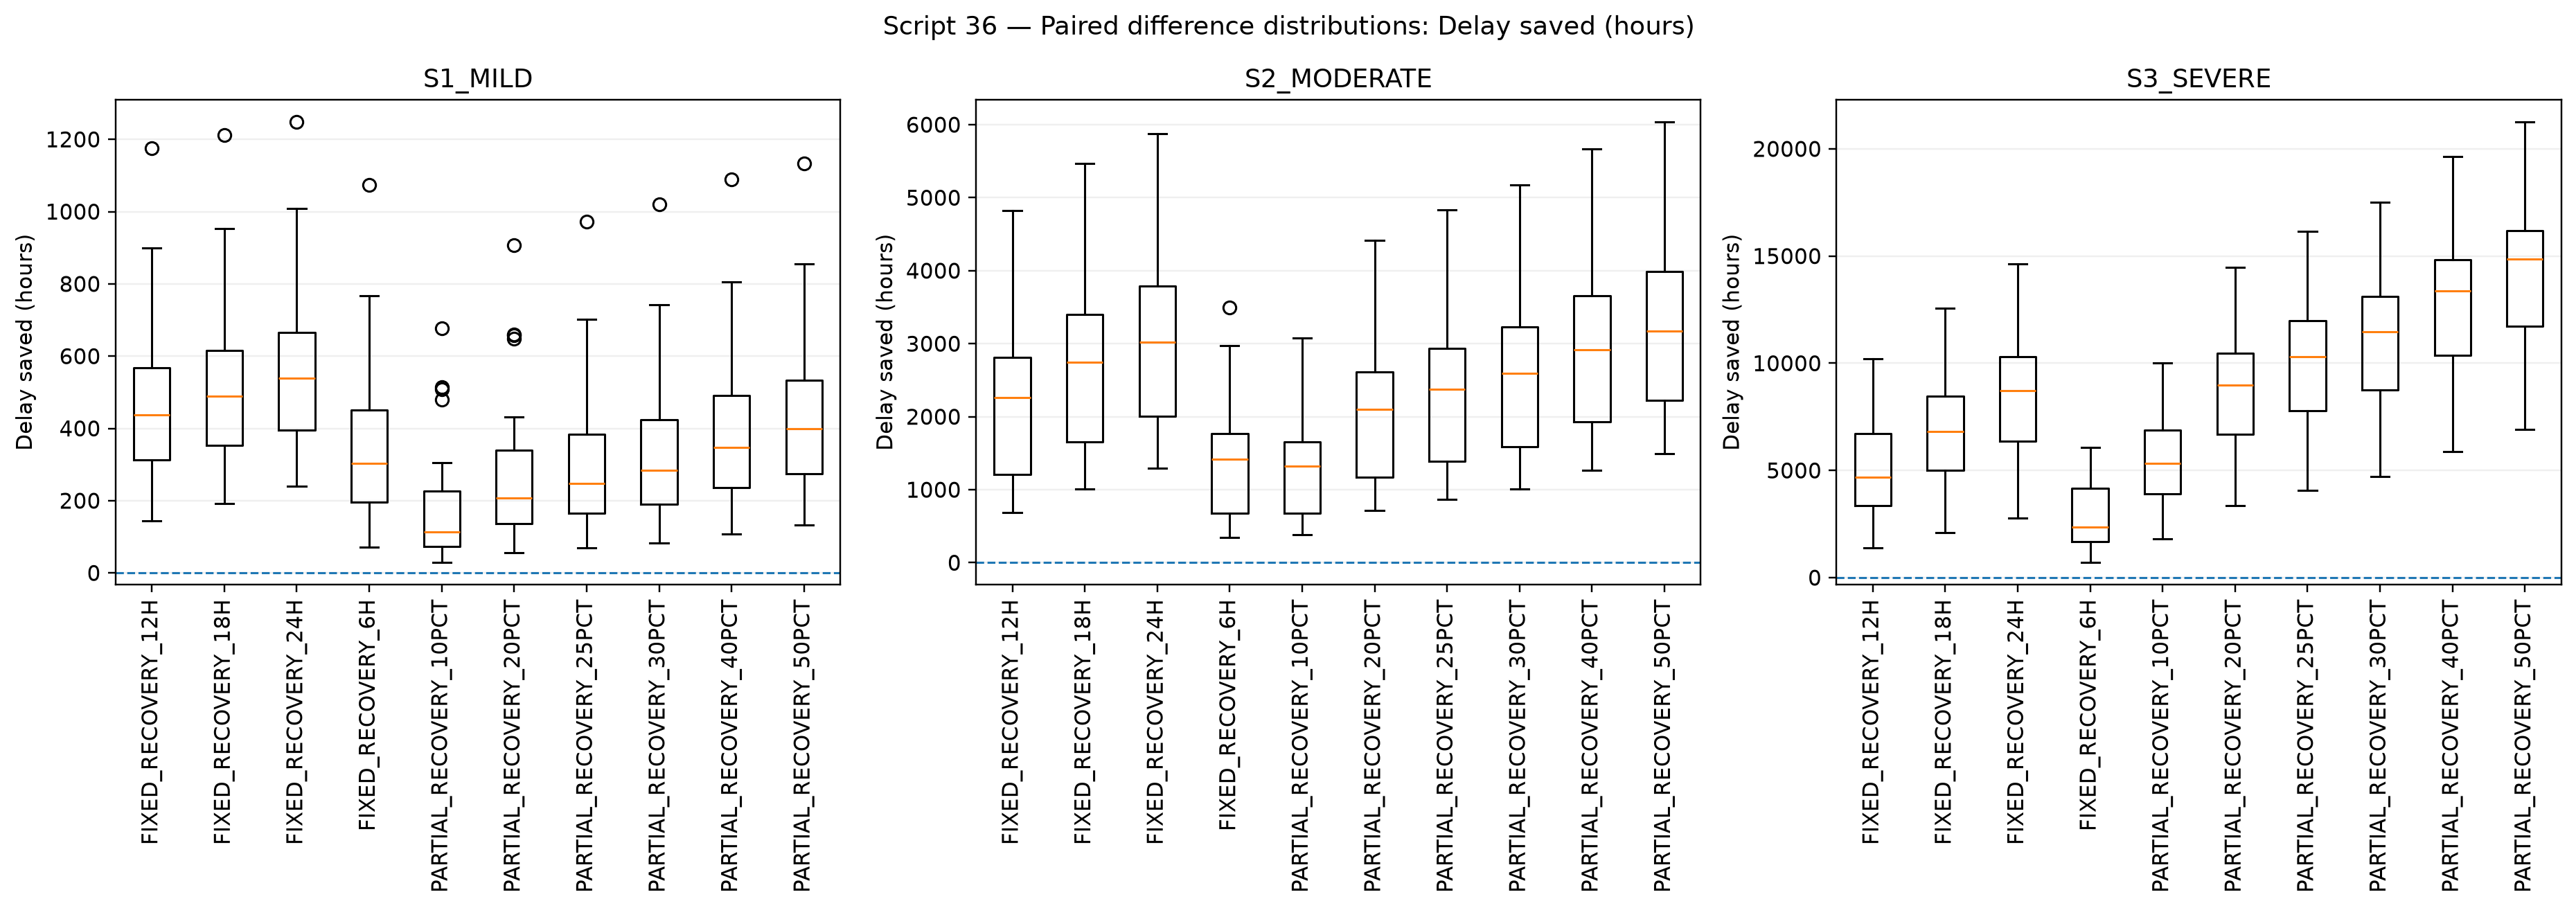 Script 36 — Paired difference distributions: Delay saved (hours)
S1_MILD
Delay saved (hours)
1200
1000
800
600
400
200
0
FIXED_RECOVERY_12H
FIXED_RECOVERY_18H
FIXED_RECOVERY_24H
FIXED_RECOVERY_6H
PARTIAL_RECOVERY_10PCT
PARTIAL_RECOVERY_20PCT
PARTIAL_RECOVERY_25PCT
PARTIAL_RECOVERY_30PCT
PARTIAL_RECOVERY_40PCT
PARTIAL_RECOVERY_50PCT
S2_MODERATE
Delay saved (hours)
6000
5000
4000
3000
2000
1000
0
FIXED_RECOVERY_12H
FIXED_RECOVERY_18H
FIXED_RECOVERY_24H
FIXED_RECOVERY_6H
PARTIAL_RECOVERY_10PCT
PARTIAL_RECOVERY_20PCT
PARTIAL_RECOVERY_25PCT
PARTIAL_RECOVERY_30PCT
PARTIAL_RECOVERY_40PCT
PARTIAL_RECOVERY_50PCT
S3_SEVERE
Delay saved (hours)
20000
15000
10000
5000
0
FIXED_RECOVERY_12H
FIXED_RECOVERY_18H
FIXED_RECOVERY_24H
FIXED_RECOVERY_6H
PARTIAL_RECOVERY_10PCT
PARTIAL_RECOVERY_20PCT
PARTIAL_RECOVERY_25PCT
PARTIAL_RECOVERY_30PCT
PARTIAL_RECOVERY_40PCT
PARTIAL_RECOVERY_50PCT